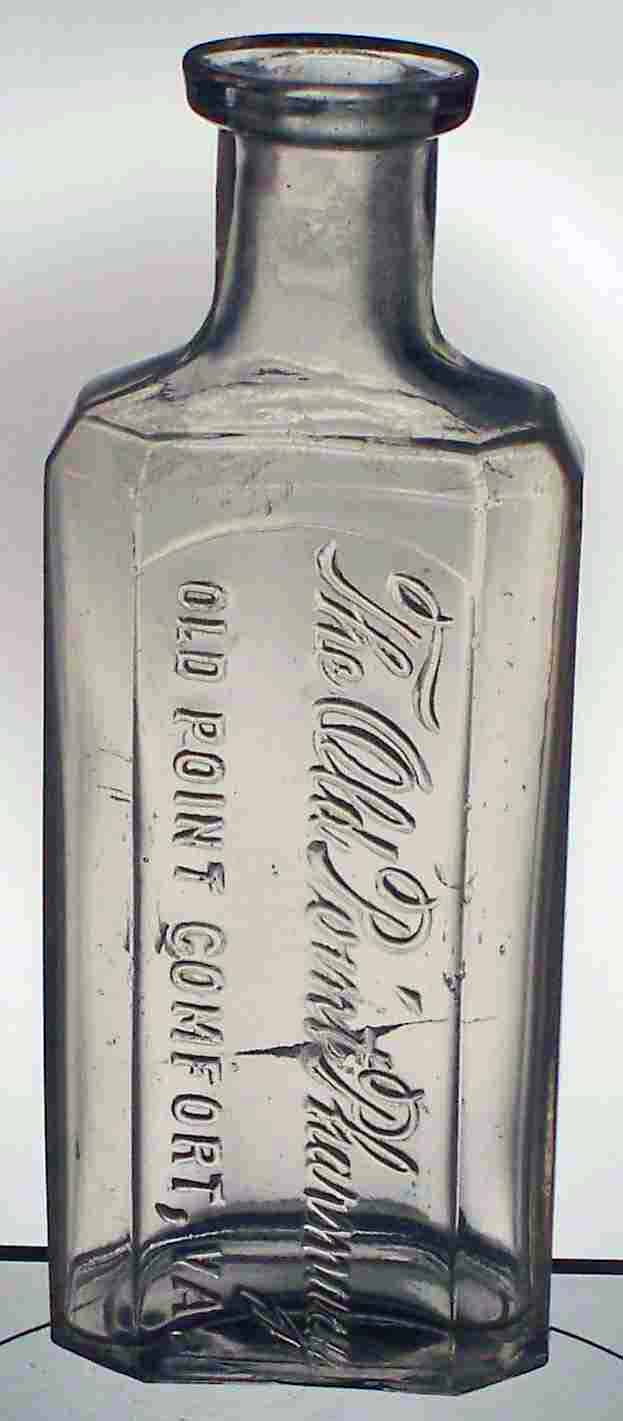 The Old Point Pharmacy
OLD POINT COMFORT, VA.